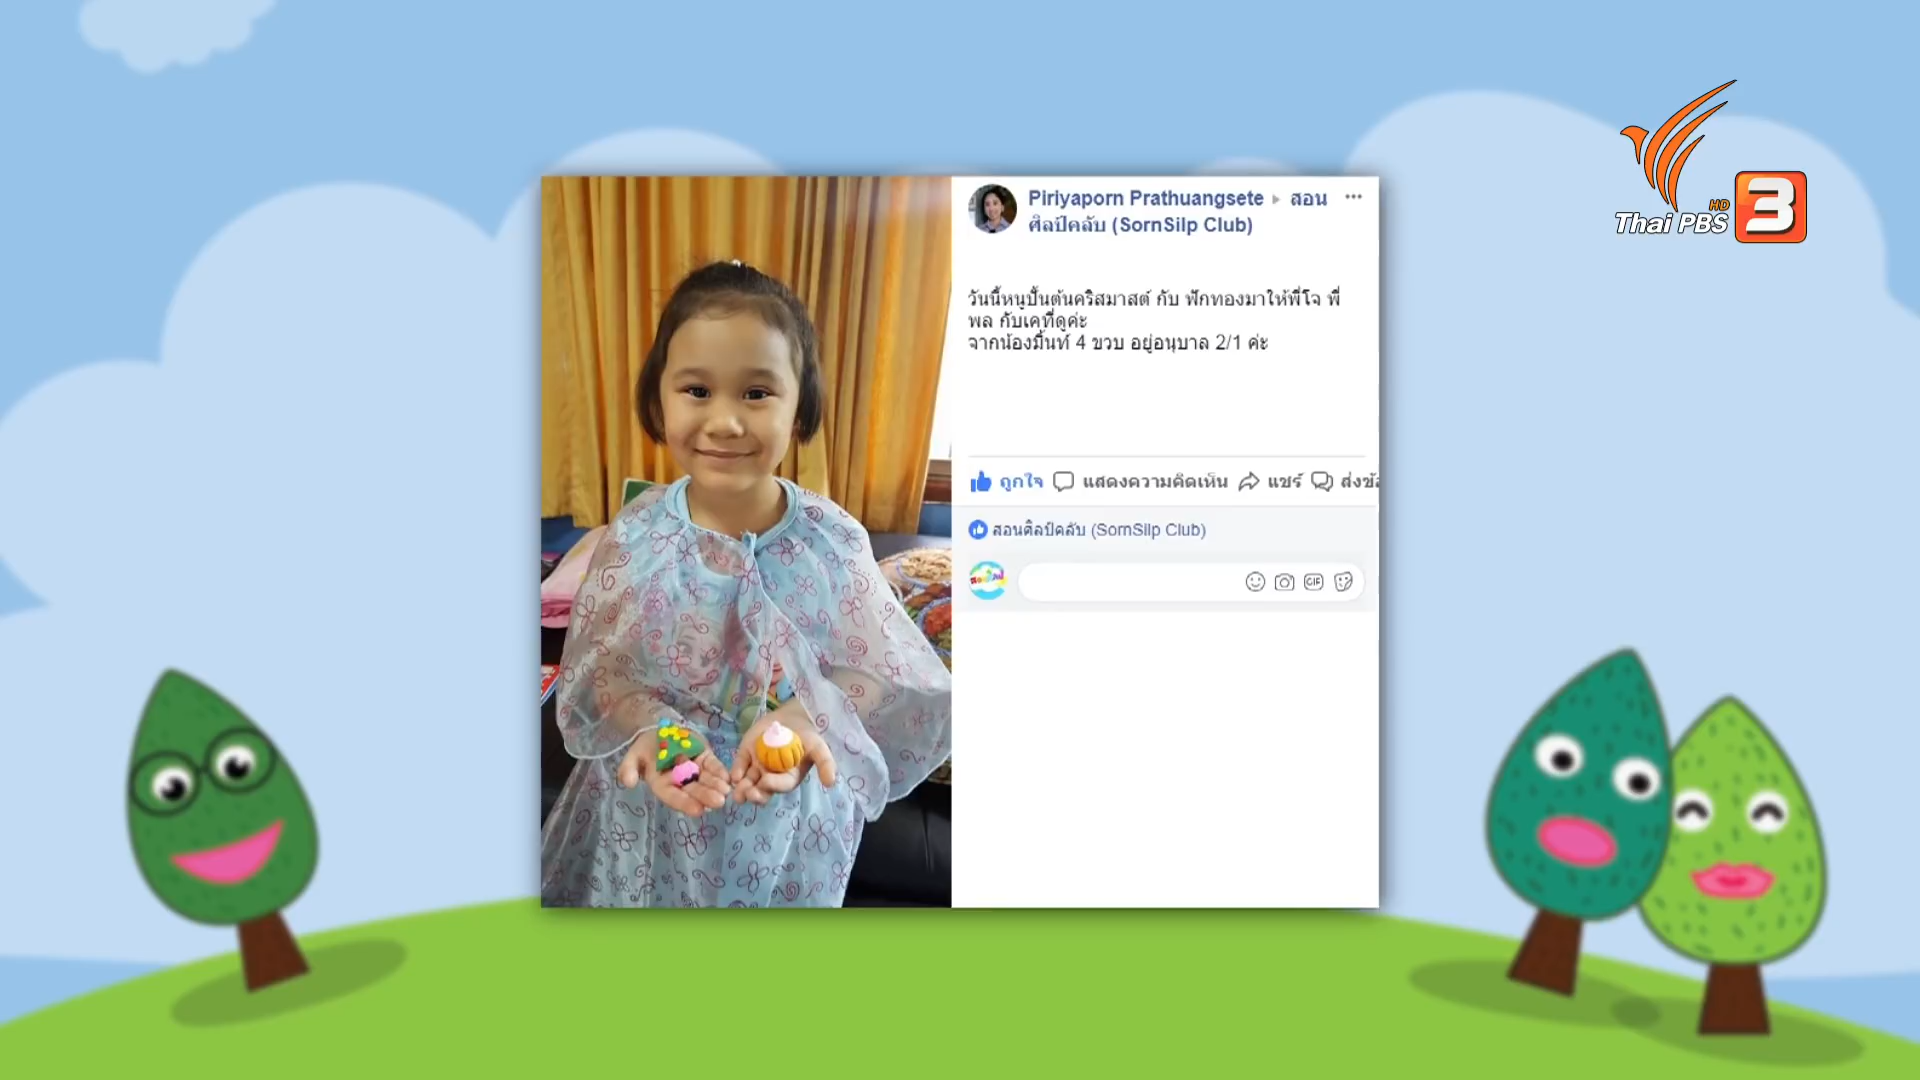 Piriyaporn Prathuangsete ▸ สอน
ศิลป์คลับ (SornSilp Club)
วันนี้หนูปั้นต้นคริสมาสต์ กับ ฟักทองมาให้พี่โจ พี่
พล กับเคที่ดูค่ะ
จากน้องมิ้นท์ 4 ขวบ อยู่อนุบาล 2/1 ค่ะ
ถูกใจ แสดงความคิดเห็น แชร์
สอนศิลป์คลับ (SornSilp Club)
GIF
HD
Thai PBS 3